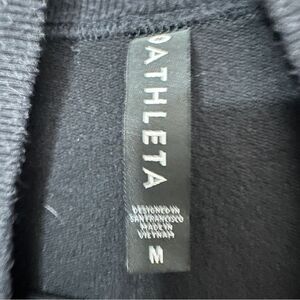 ATHLETA
DESIGNED IN
SAN FRANCISCO
MADE IN
VIETNAM
M